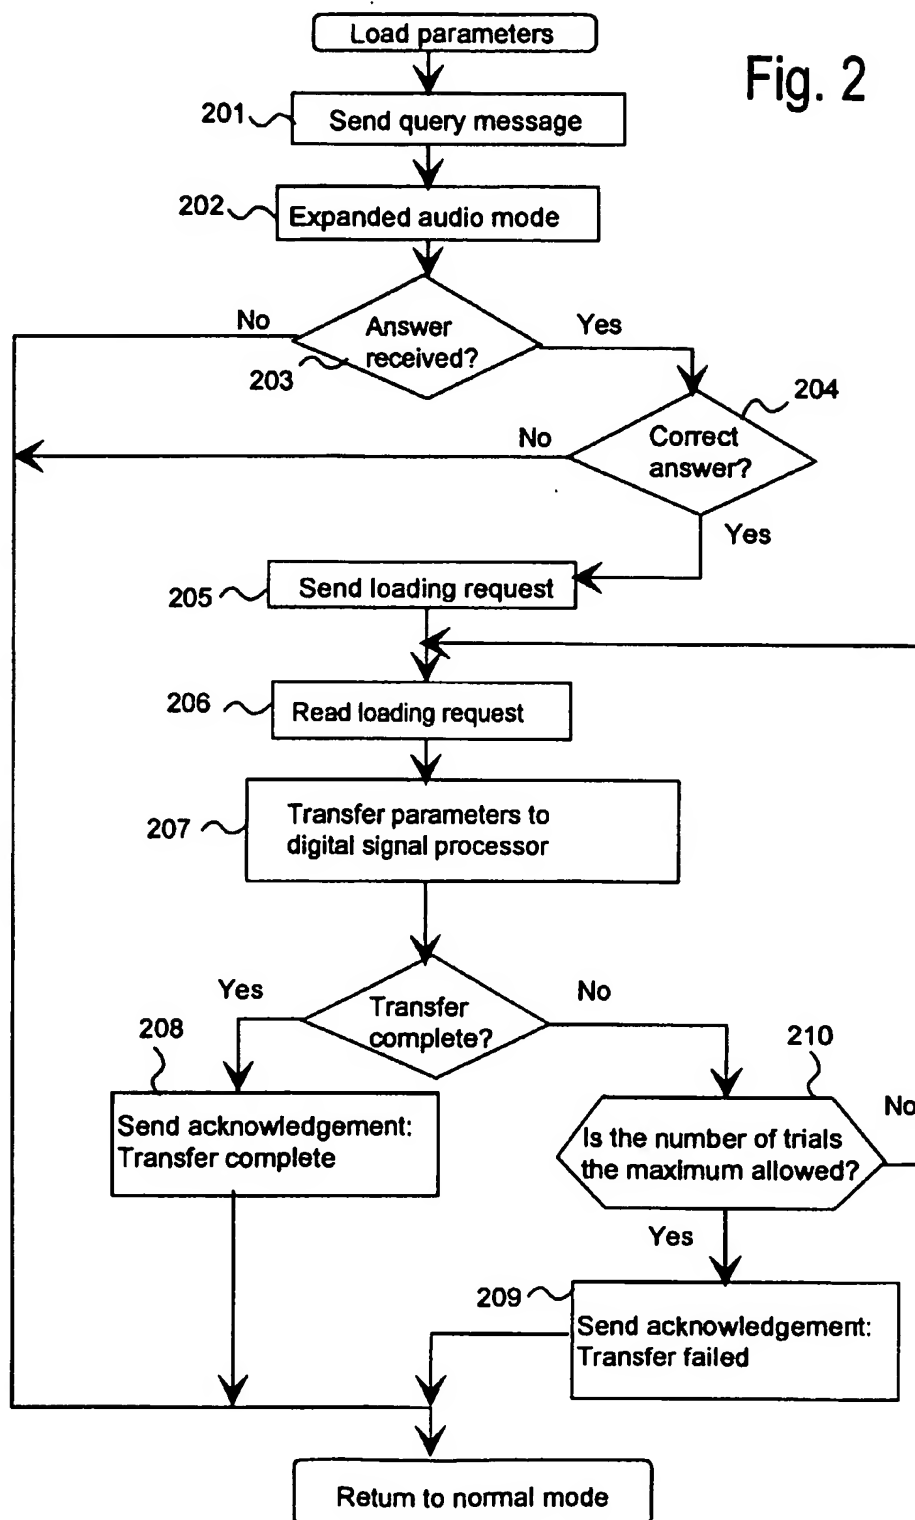 Load parameters
Fig. 2
201
Send query message
202
Expanded audio mode
No
Answer
received?
Yes
203
204
No
Correct
answer?
Yes
205
Send loading request
206
Read loading request
207
Transfer parameters to
digital signal processor
Yes
Transfer
complete?
No
208
210
Send acknowledgement:
Transfer complete
Is the number of trials
the maximum allowed?
No
Yes
209
Send acknowledgement:
Transfer failed
Return to normal mode